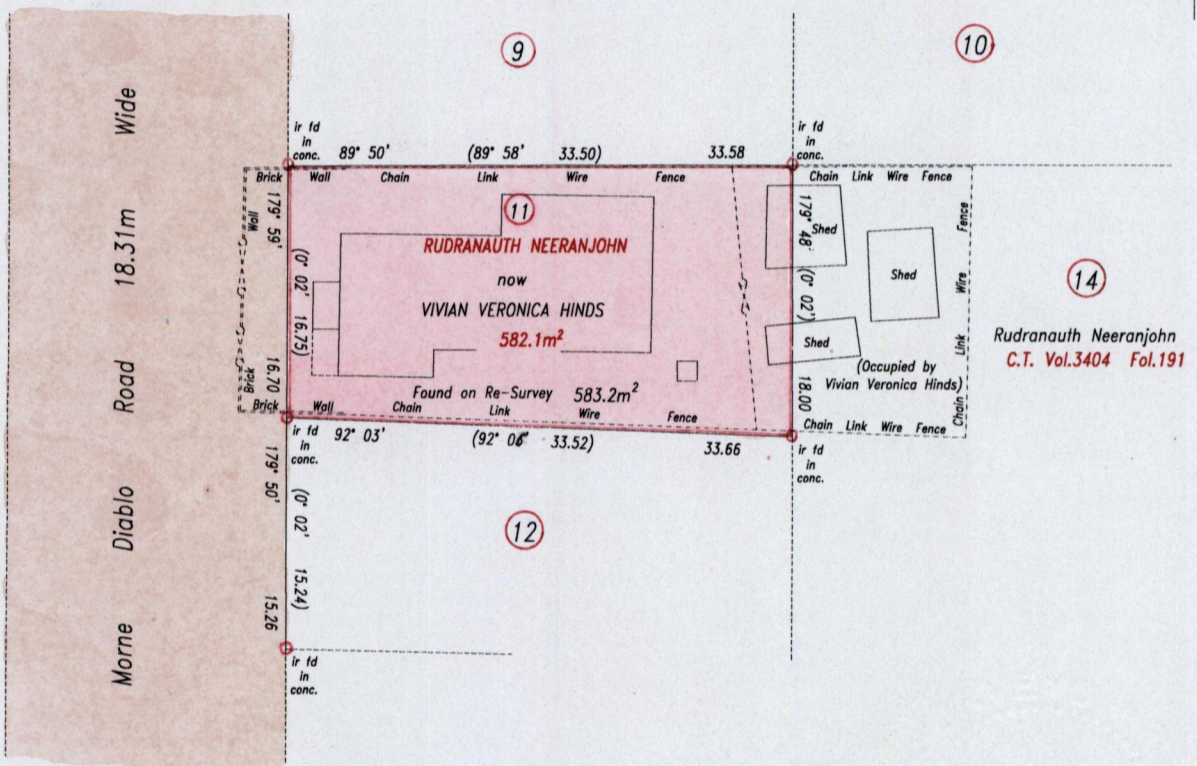 9
10
Morne Diablo Road 18.31m Wide
ir fd
in
conc.
89° 50' (89° 58' 33.50) 33.58
ir fd
in
conc.
Brick Wall Chain Link Wire Fence
Chain Link Wire Fence
Wall
Brick
179° 59' (0° 02' 16.75) 16.70
11
RUDRANAUTH NEERANJOHN
now
VIVIAN VERONICA HINDS
582.1m²
Found on Re-Survey 583.2m²
179° 48' (0° 02') 18.00
Shed
Shed
Shed
(Occupied by
Vivian Veronica Hinds)
Chain Link Wire Fence
14
Rudranauth Neeranjohn
C.T. Vol.3404 Fol.191
Brick Wall Chain Link Wire Fence
Chain Link Wire Fence
ir fd
in
conc.
92° 03' (92° 06' 33.52) 33.66
ir fd
in
conc.
179° 50' (0° 02' 15.24) 15.26
12
ir fd
in
conc.